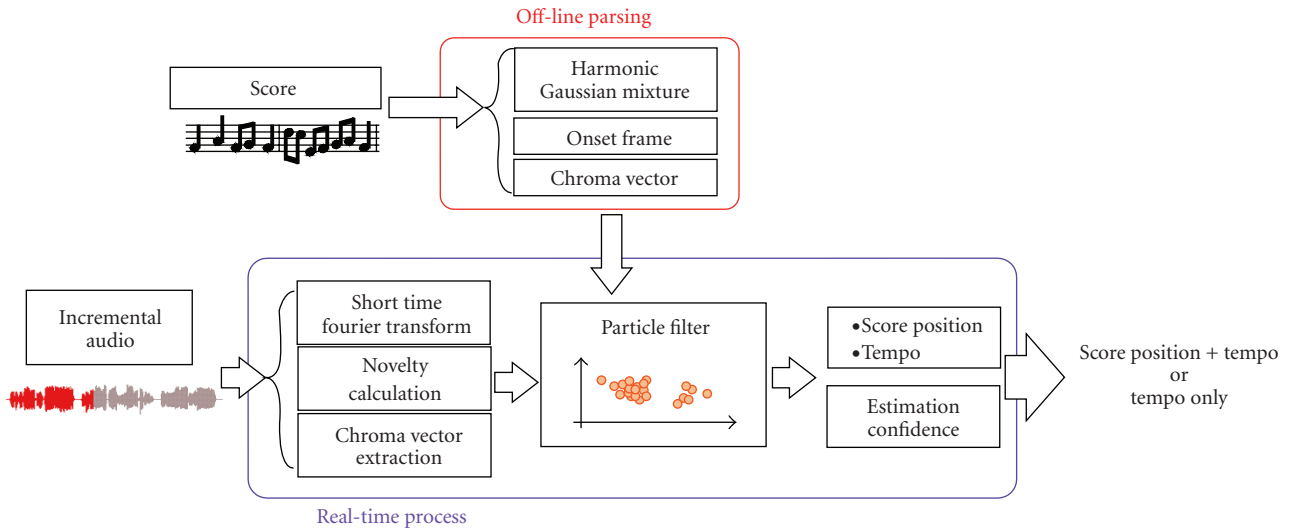 Off-line parsing
Score
Harmonic
Gaussian mixture
Onset frame
Chroma vector
Incremental
audio
Short time
fourier transform
Novelty
calculation
Chroma vector
extraction
Particle filter
•Score position
•Tempo
Estimation
confidence
Score position + tempo
or
tempo only
Real-time process